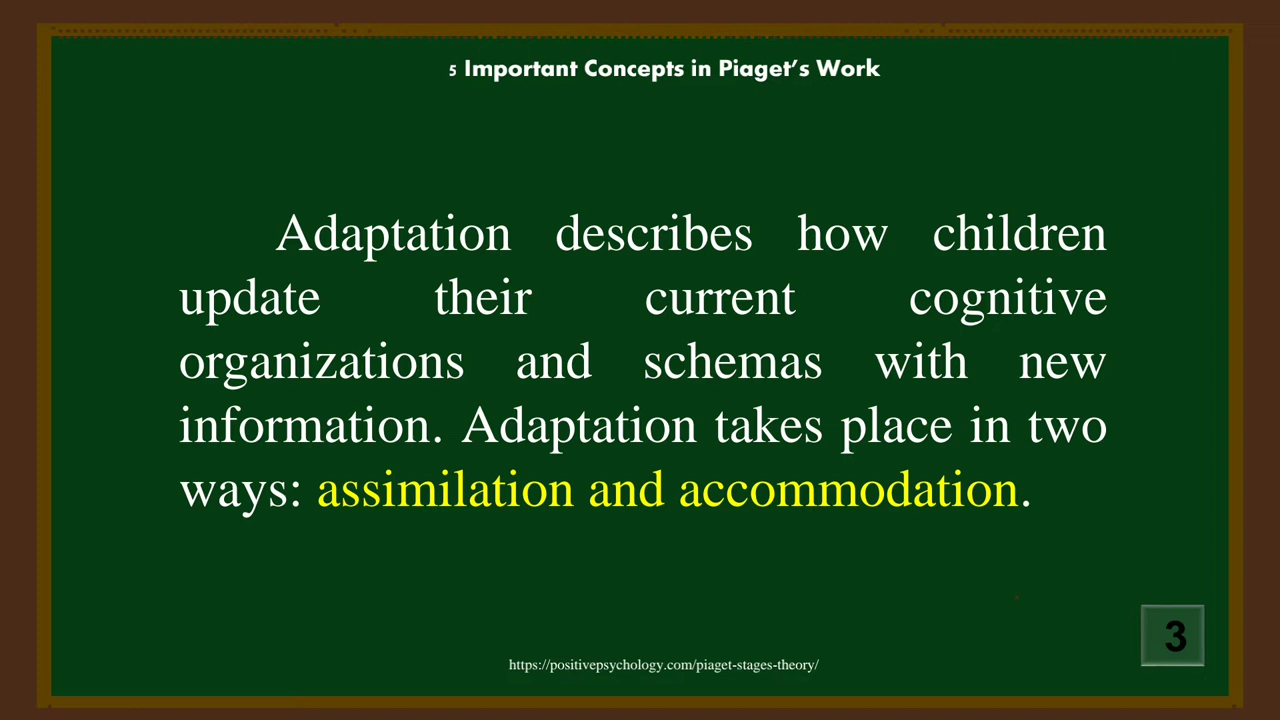 5 Important Concepts in Piaget’s Work
Adaptation describes how children
update their current cognitive
organizations and schemas with new
information. Adaptation takes place in two
ways: assimilation and accommodation.
3
https://positivepsychology.com/piaget-stages-theory/